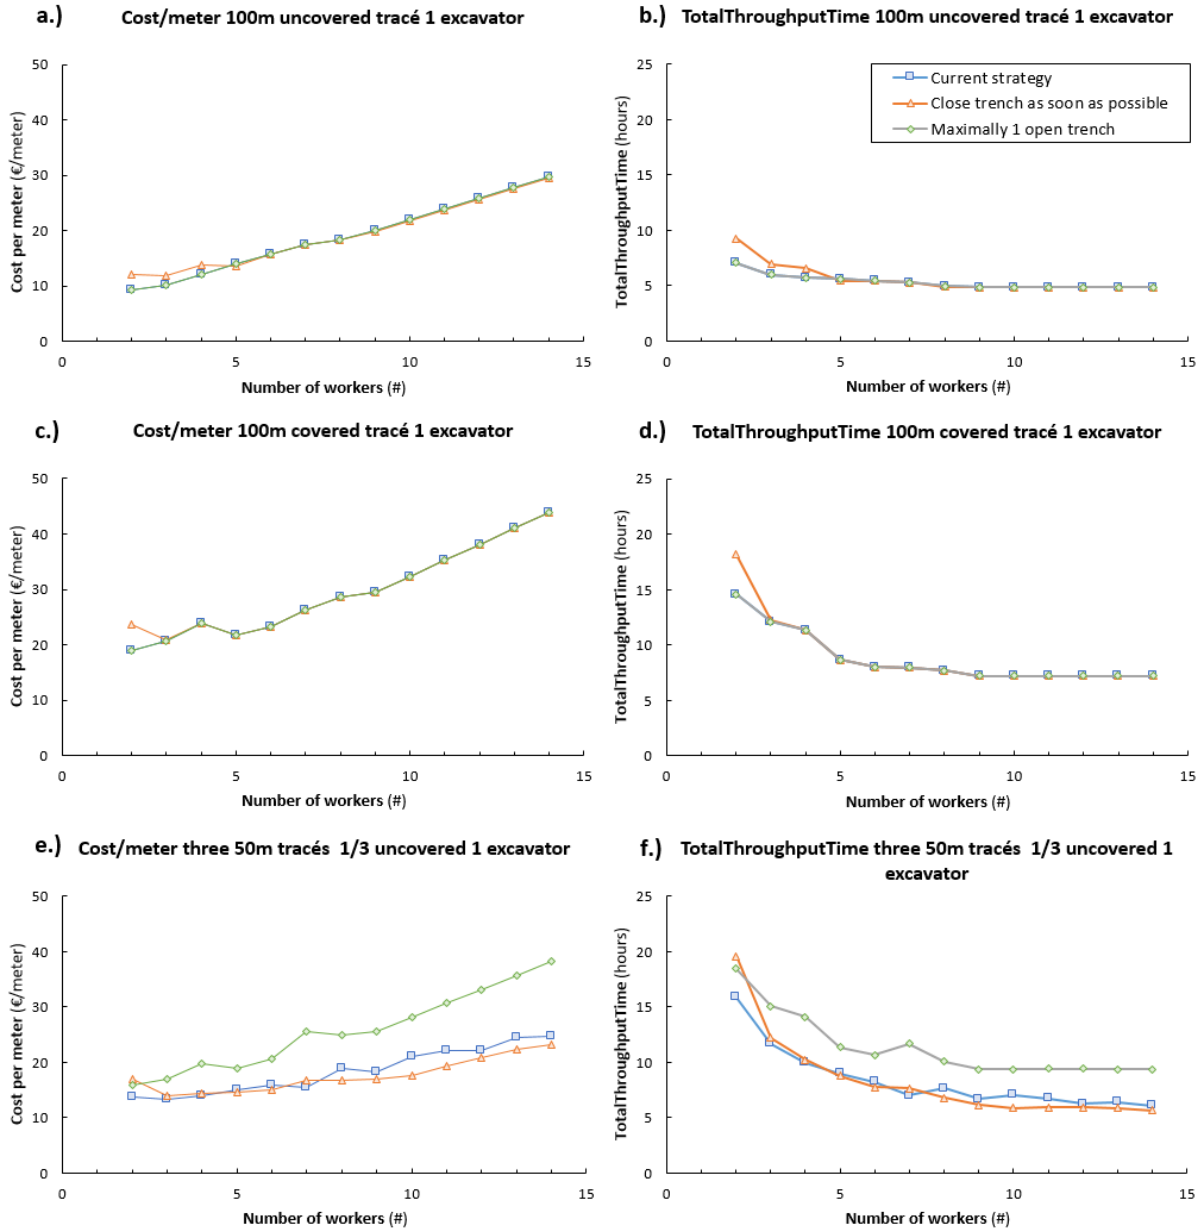 a.)
Cost/meter 100m uncovered tracé 1 excavator
50
40
30
20
10
0
0
5
10
15
Cost per meter (€/meter)
Number of workers (#)
b.)
TotalThroughputTime 100m uncovered tracé 1 excavator
25
20
15
10
5
0
0
5
10
15
TotalThroughputTime (hours)
Number of workers (#)
Current strategy
Close trench as soon as possible
Maximally 1 open trench
c.)
Cost/meter 100m covered tracé 1 excavator
50
40
30
20
10
0
0
5
10
15
Cost per meter (€/meter)
Number of workers (#)
d.)
TotalThroughputTime 100m covered tracé 1 excavator
25
20
15
10
5
0
0
5
10
15
TotalThroughputTime (hours)
Number of workers (#)
e.)
Cost/meter three 50m tracés 1/3 uncovered 1 excavator
50
40
30
20
10
0
0
5
10
15
Cost per meter (€/meter)
Number of workers (#)
f.)
TotalThroughputTime three 50m tracés 1/3 uncovered 1
excavator
25
20
15
10
5
0
0
5
10
15
TotalThroughputTime (hours)
Number of workers (#)